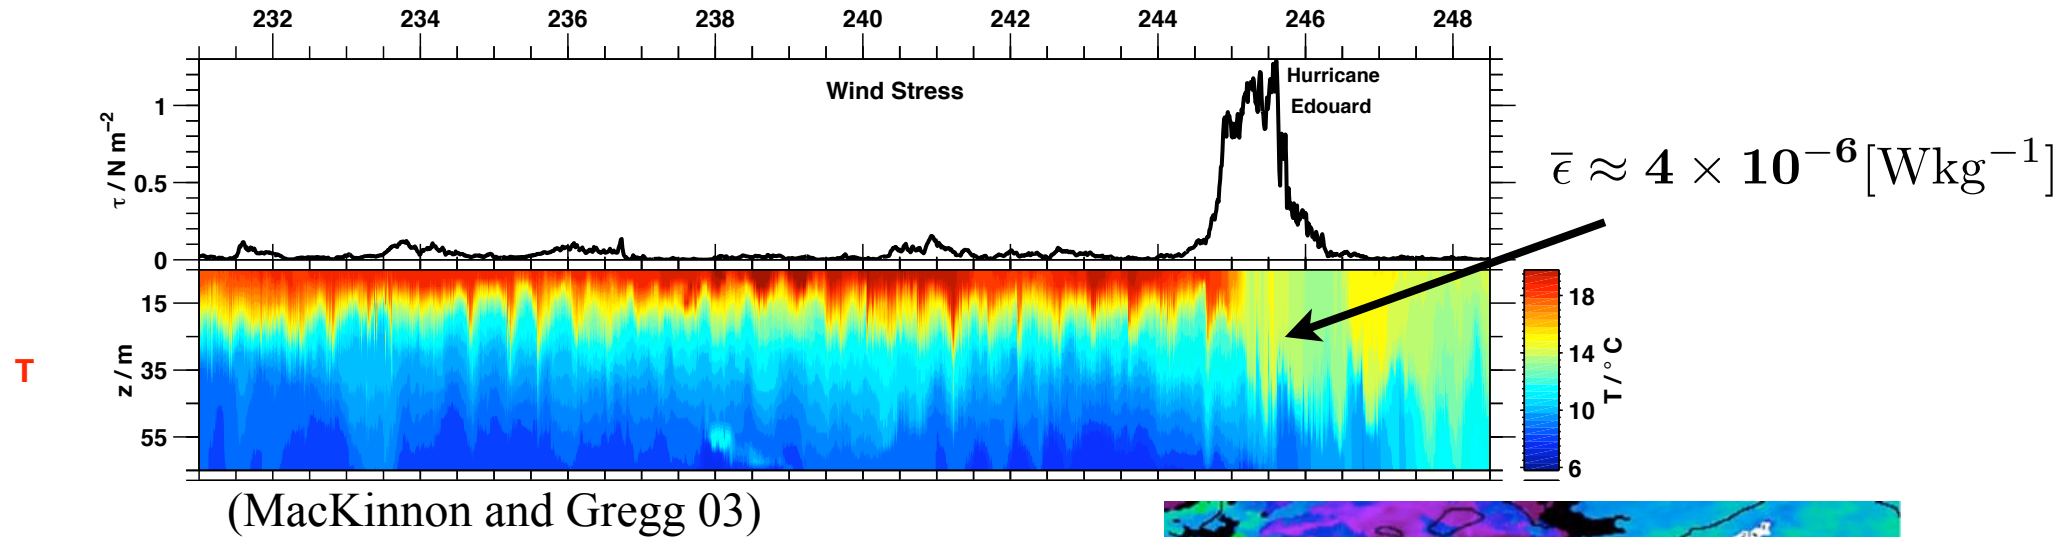 232 234 236 238 240 242 244 246 248
Wind Stress
Hurricane
Edouard
τ / N m⁻²
1
0.5
0
ε̄ ≈ 4 × 10⁻⁶[Wkg⁻¹]
T
z / m
15
35
55
18
14
10
6
T / ° C
(MacKinnon and Gregg 03)